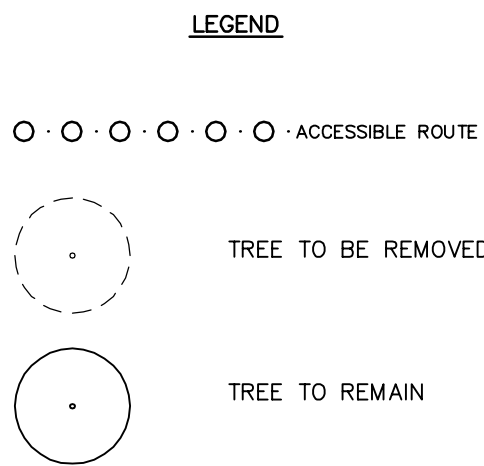 LEGEND
ACCESSIBLE ROUTE
TREE TO BE REMOVED
TREE TO REMAIN